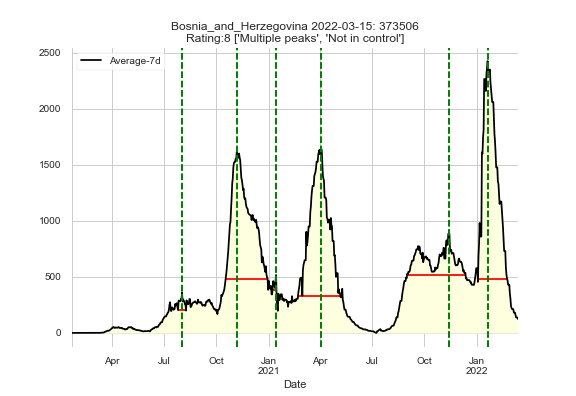 Bosnia_and_Herzegovina 2022-03-15: 373506
Rating:8 ['Multiple peaks', 'Not in control']
Average-7d
2500
2000
1500
1000
500
0
Apr Jul Oct Jan Apr Jul Oct Jan
2021 2022
Date